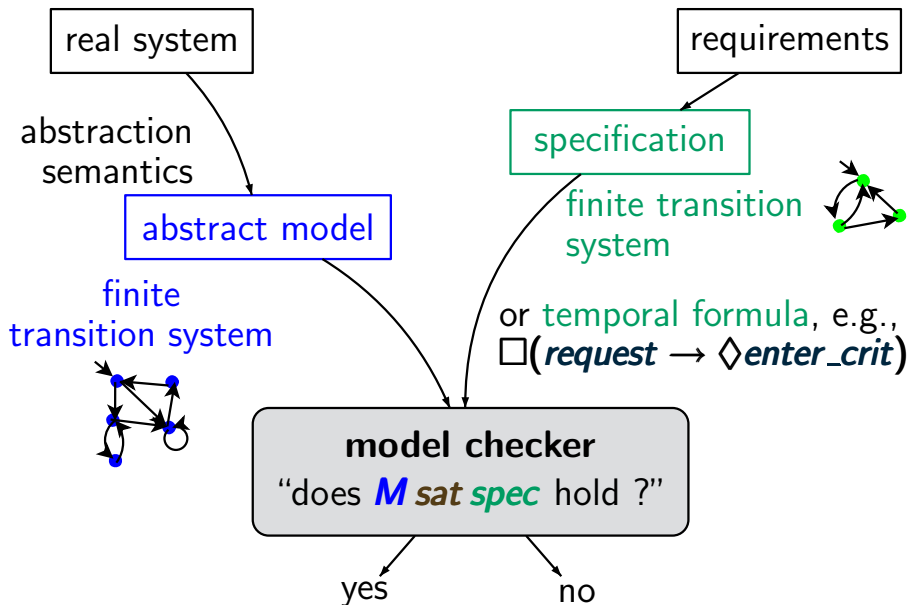 real system
requirements
abstraction
semantics
specification
abstract model
finite transition
system
finite
transition system
or temporal formula, e.g.,
□(request → ◊enter_crit)
model checker
“does M sat spec hold ?”
yes
no